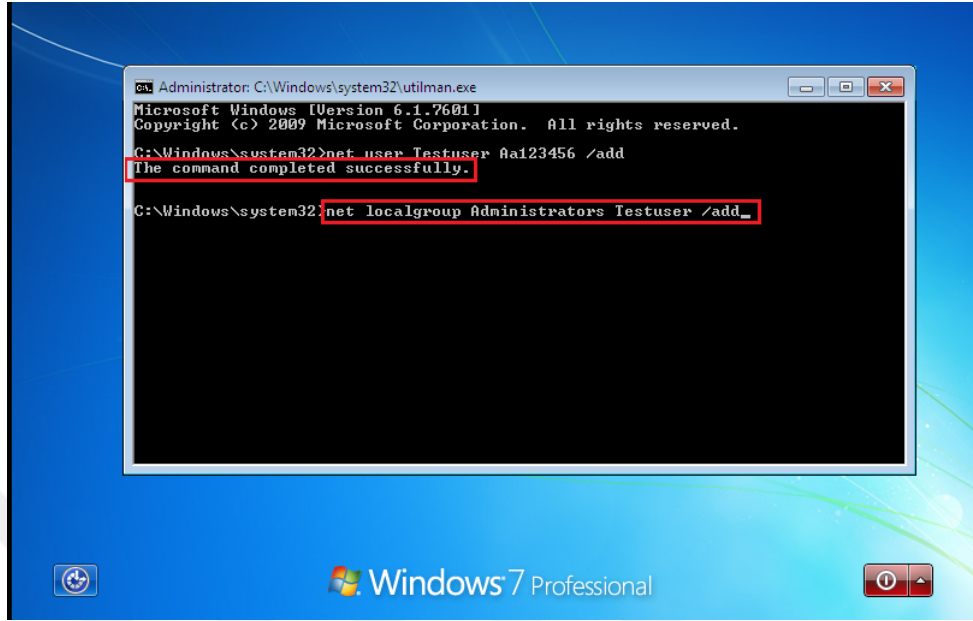 Administrator: C:\Windows\system32\utilman.exe
Microsoft Windows [Version 6.1.7601]
Copyright (c) 2009 Microsoft Corporation.  All rights reserved.
C:\Windows\system32>net user Testuser Aa123456 /add
The command completed successfully.
C:\Windows\system32>net localgroup Administrators Testuser /add_
Windows 7 Professional